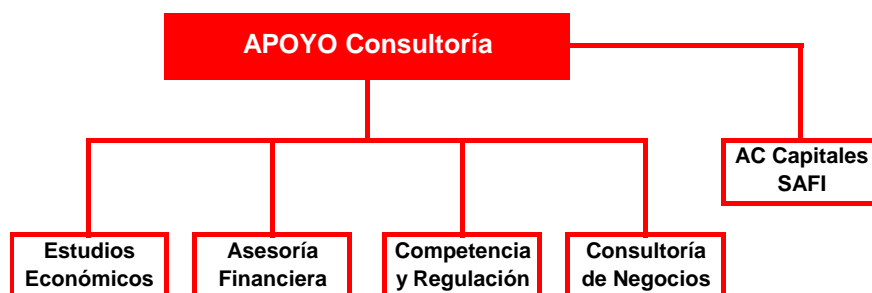 APOYO Consultoría
AC Capitales
SAFI
Estudios
Económicos
Asesoría
Financiera
Competencia
y Regulación
Consultoría
de Negocios